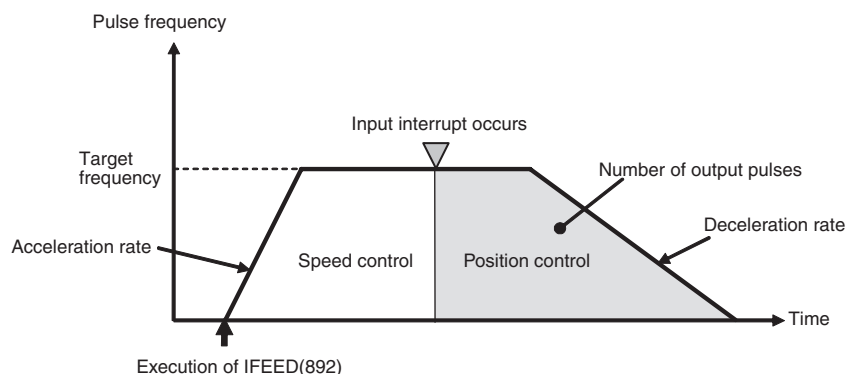 Pulse frequency
Input interrupt occurs
Target
frequency
Number of output pulses
Deceleration rate
Acceleration rate
Speed control
Position control
Time
Execution of IFEED(892)